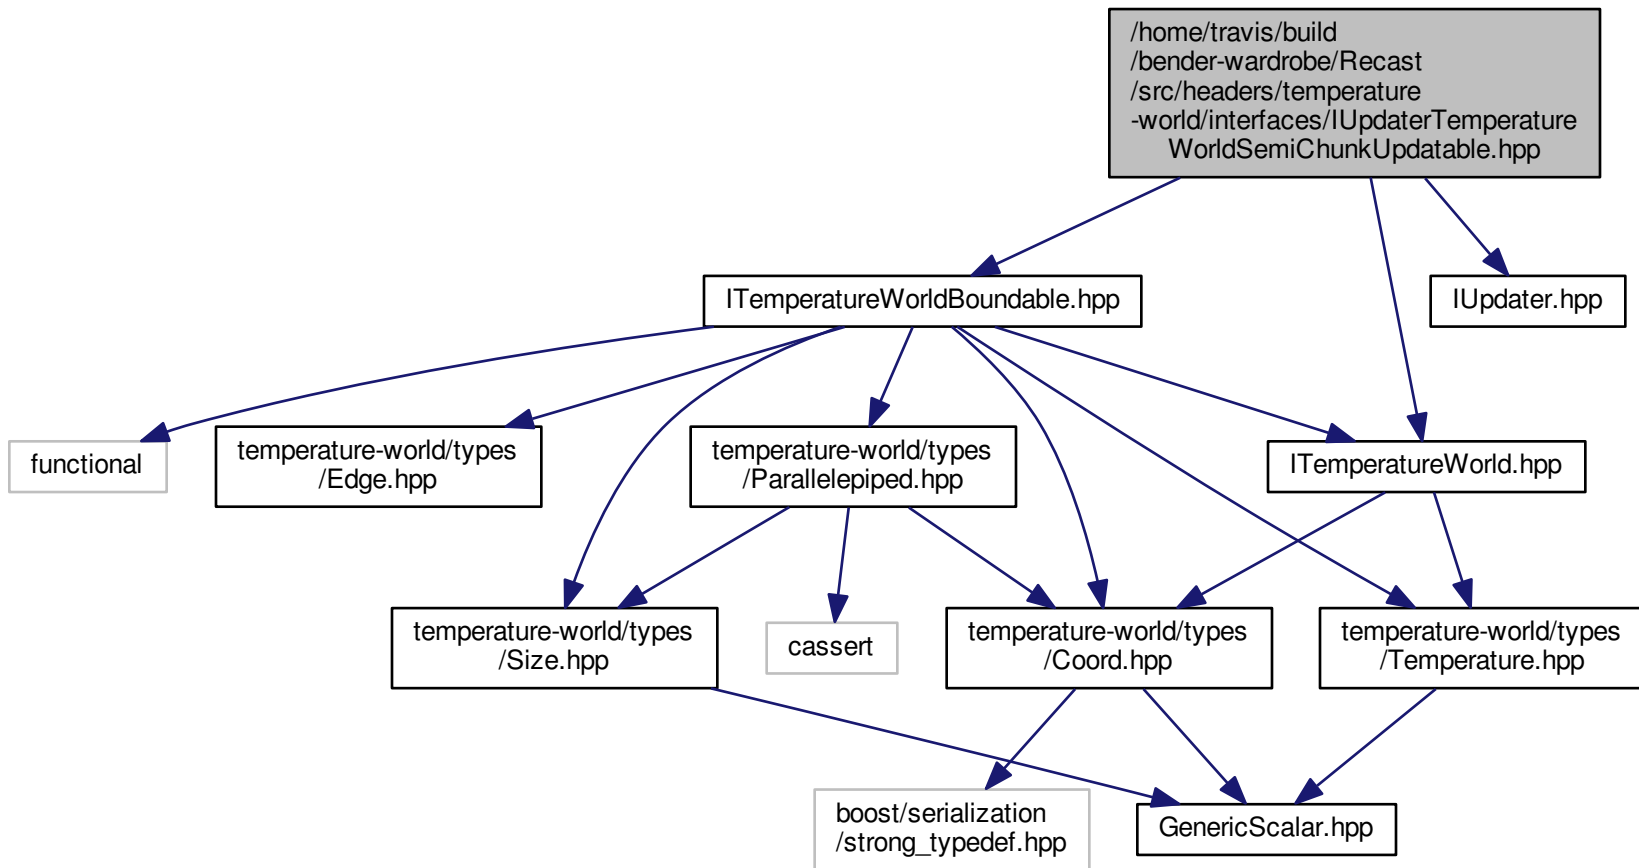 /home/travis/build
/bender-wardrobe/Recast
/src/headers/temperature
-world/interfaces/IUpdaterTemperature
WorldSemiChunkUpdatable.hpp
ITemperatureWorldBoundable.hpp
IUpdater.hpp
functional
temperature-world/types
/Edge.hpp
temperature-world/types
/Parallelepiped.hpp
ITemperatureWorld.hpp
temperature-world/types
/Size.hpp
cassert
temperature-world/types
/Coord.hpp
temperature-world/types
/Temperature.hpp
boost/serialization
/strong_typedef.hpp
GenericScalar.hpp